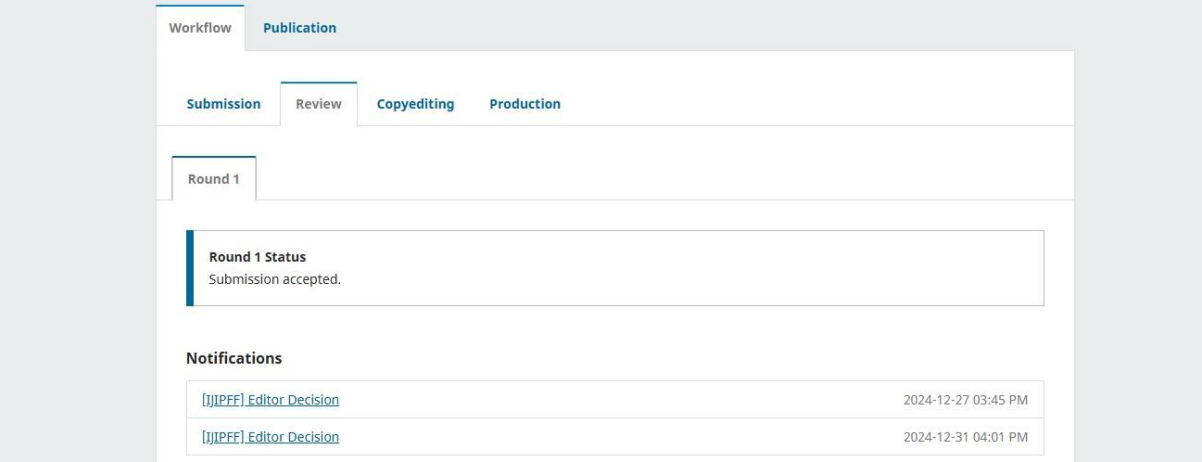 Workflow Publication
Submission Review Copyediting Production
Round 1
Round 1 Status
Submission accepted.
Notifications
[IJIPFF] Editor Decision 2024-12-27 03:45 PM
[IJIPFF] Editor Decision 2024-12-31 04:01 PM